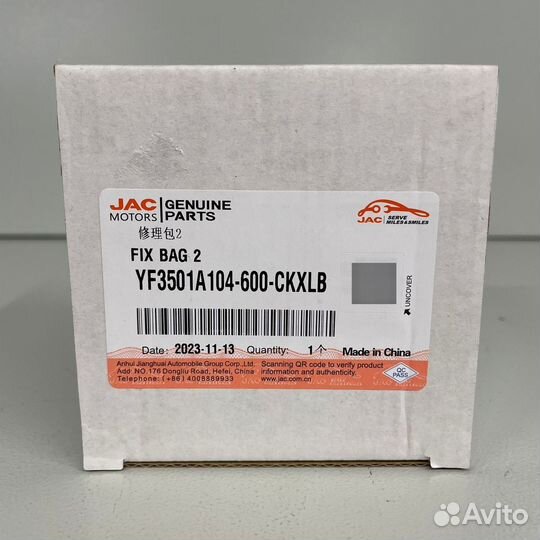 JAC MOTORS
GENUINE PARTS
JAC SERVE MILES&SMILES
修理包2
FIX BAG 2
YF3501A104-600-CKXLB
UNCOVER
Date: 2023-11-13 Quantity: 1个 Made in China
Anhui Jianghuai Automobile Group Corp.,Ltd.
Add: NO.176 Dongliu Road, Hefei, China
Telephone: (+86) 4008889933
Scanning QR code to verify product
information and authenticity.
www.jac.com.cn
QC PASS
Avito